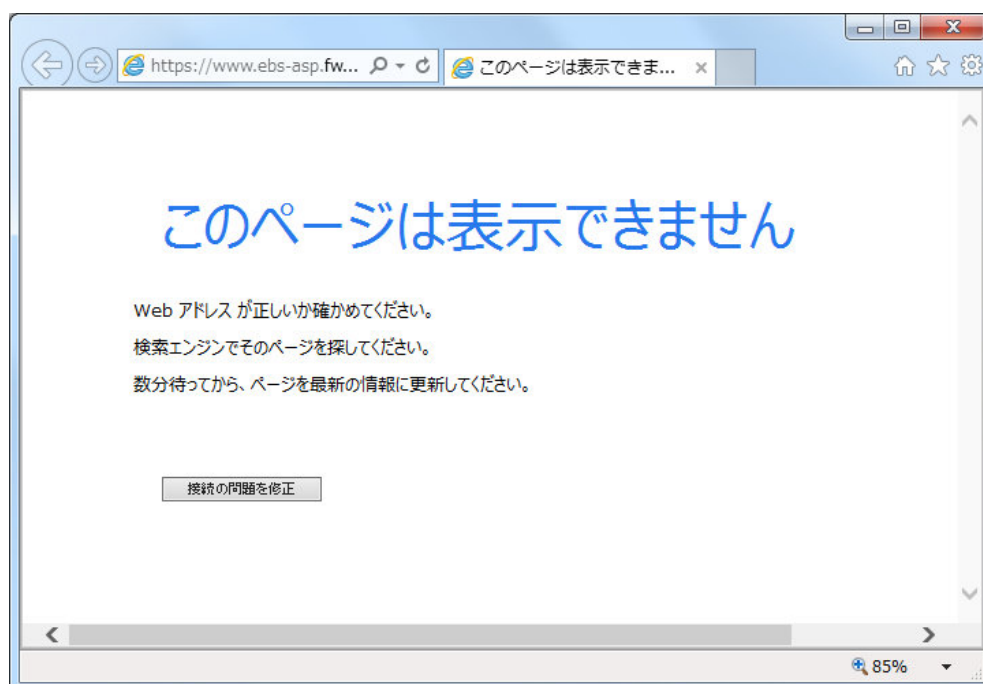 https://www.ebs-asp.fw...
このページは表示できま...
このページは表示できません
Web アドレス が正しいか確かめてください。
検索エンジンでそのページを探してください。
数分待ってから、ページを最新の情報に更新してください。
接続の問題を修正
85%